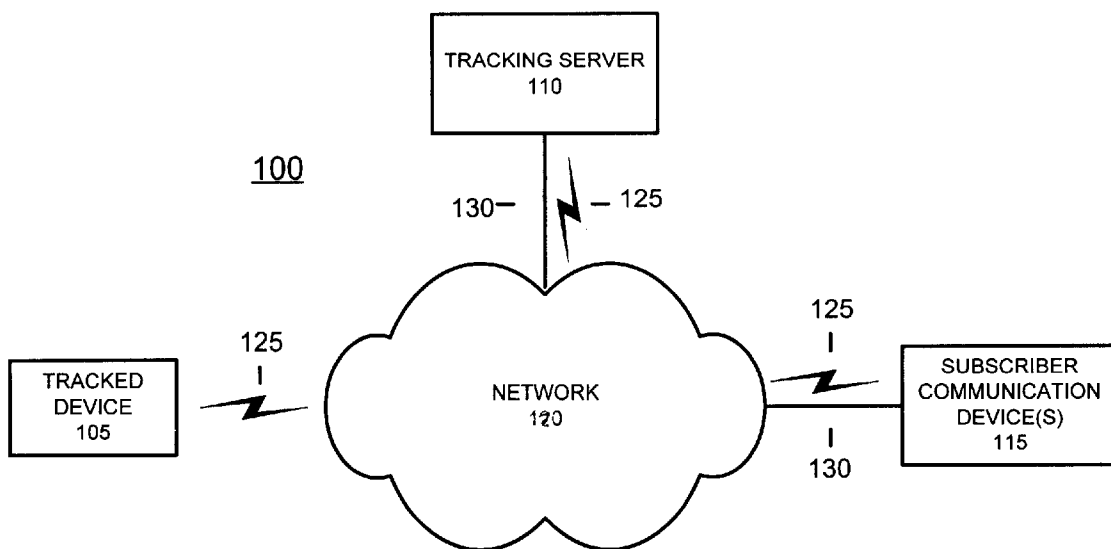 TRACKING SERVER
110
100
130
125
125
125
TRACKED
DEVICE
105
NETWORK
120
SUBSCRIBER
COMMUNICATION
DEVICE(S)
115
130